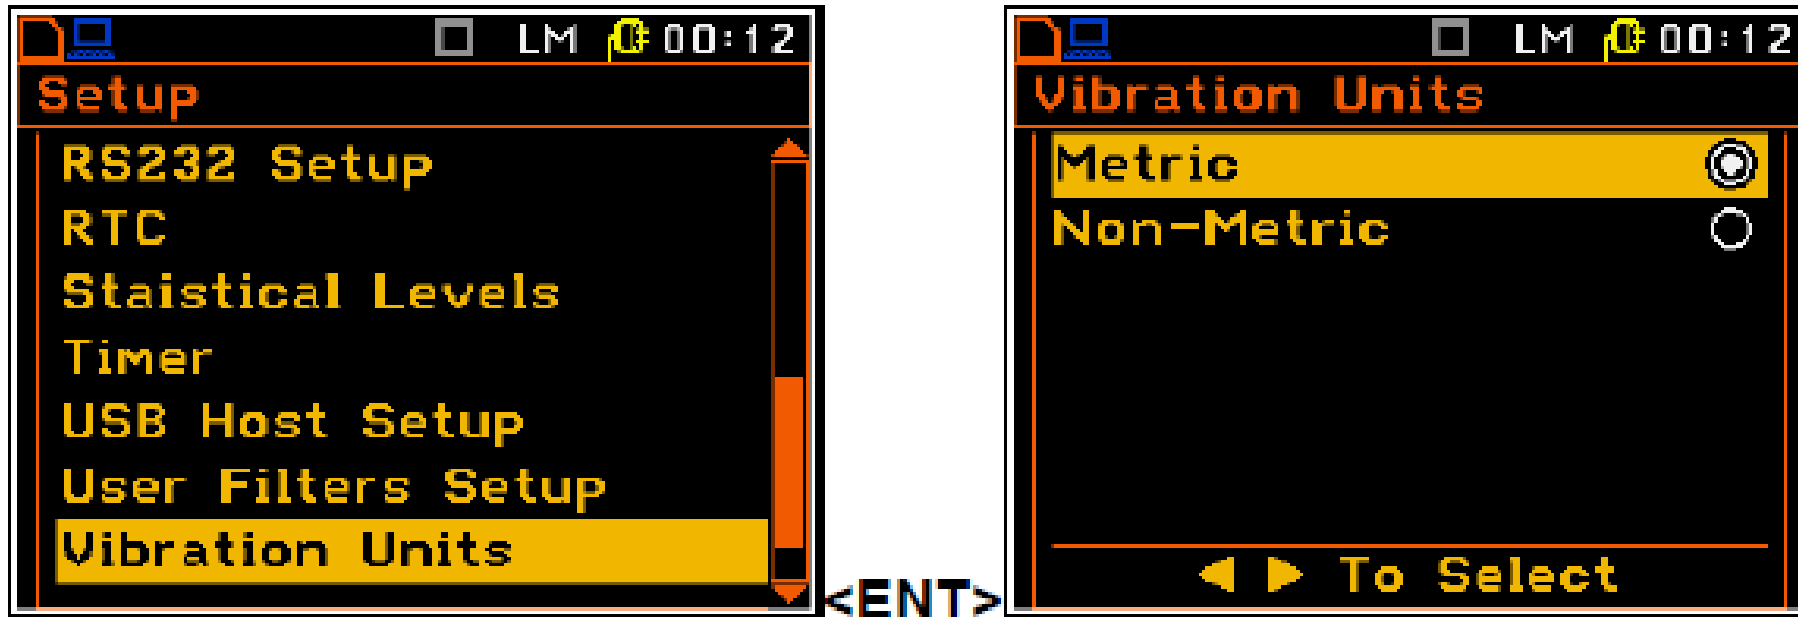 LM 00:12
Setup
RS232 Setup
RTC
Staistical Levels
Timer
USB Host Setup
User Filters Setup
Vibration Units
<ENT>
LM 00:12
Vibration Units
Metric
Non-Metric
To Select